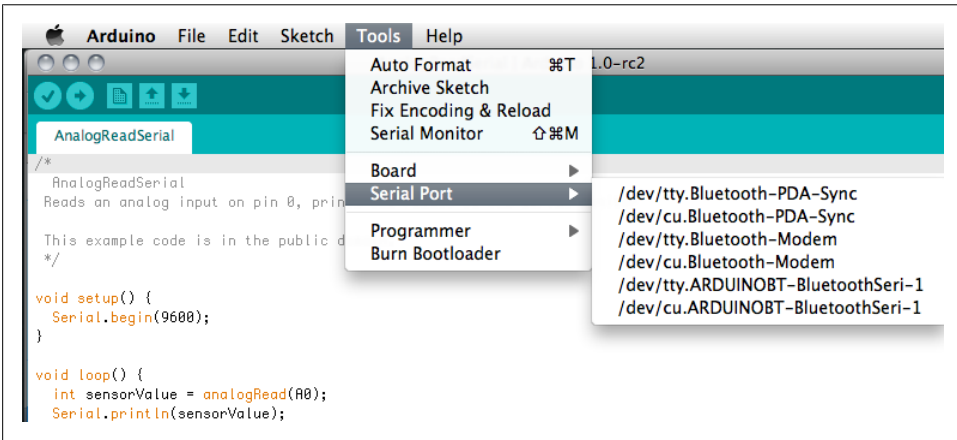 Arduino File Edit Sketch Tools Help
1.0-rc2
Auto Format ⌘T
Archive Sketch
Fix Encoding & Reload
Serial Monitor ⇧⌘M
Board
Serial Port
Programmer
Burn Bootloader
/dev/tty.Bluetooth-PDA-Sync
/dev/cu.Bluetooth-PDA-Sync
/dev/tty.Bluetooth-Modem
/dev/cu.Bluetooth-Modem
/dev/tty.ARDUINOBT-BluetoothSeri-1
/dev/cu.ARDUINOBT-BluetoothSeri-1
AnalogReadSerial
/*
AnalogReadSerial
Reads an analog input on pin 0, prin
This example code is in the public d
*/
void setup() {
Serial.begin(9600);
}
void loop() {
int sensorValue = analogRead(A0);
Serial.println(sensorValue);